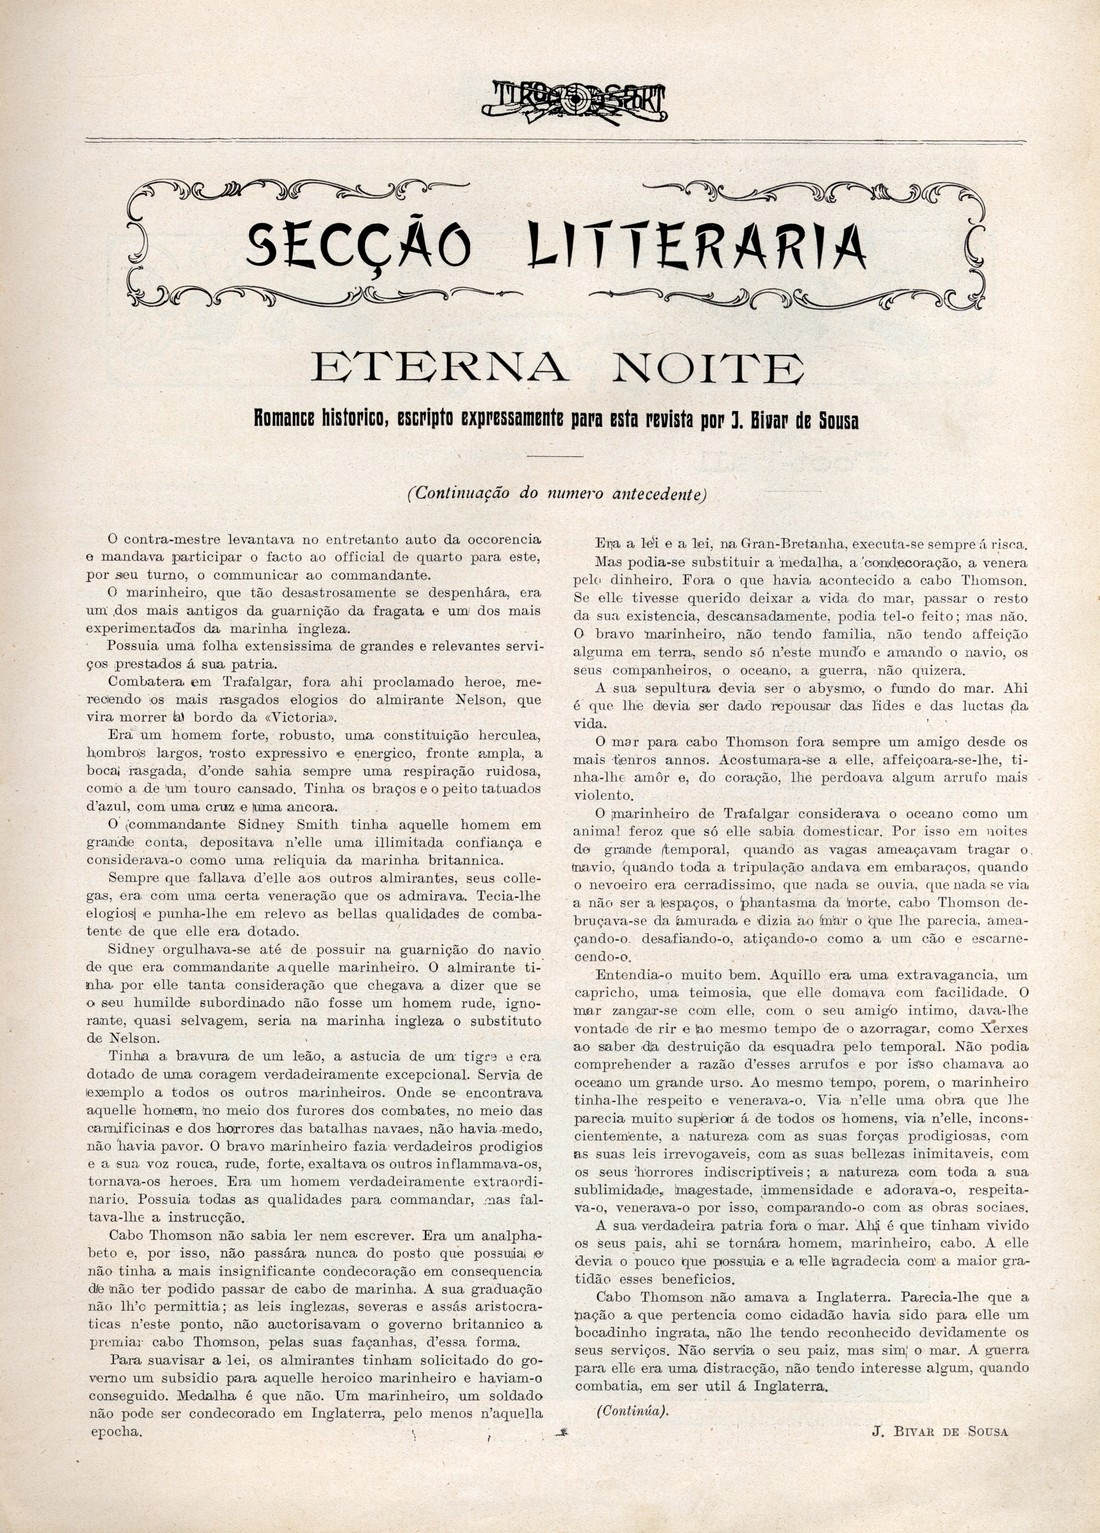 TIRO E SPORT
SECÇÃO LITTERARIA
ETERNA NOITE
Romance historico, escripto expressamente para esta revista por J. Bivar de Sousa
(Continuação do numero antecedente)
O contra-mestre levantava no entretanto auto da occorencia
e mandava participar o facto ao official de quarto para este,
por seu turno, o communicar ao commandante.
O marinheiro, que tão desastrosamente se despenhára, era
um dos mais antigos da guarnição da fragata e um dos mais
experimentados da marinha ingleza.
Possuia uma folha extensissima de grandes e relevantes servi-
ços prestados á sua patria.
Combatera em Trafalgar, fora ahi proclamado heroe, me-
recendo os mais rasgados elogios do almirante Nelson, que
vira morrer a bordo da «Victoria».
Era um homem forte, robusto, uma constituição herculea,
hombros largos, rosto expressivo e energico, fronte ampla, a
boca rasgada, d'onde sahia sempre uma respiração ruidosa,
como a de um touro cansado. Tinha os braços e o peito tatuados
d'azul, com uma cruz e uma ancora.
O commandante Sidney Smith tinha aquelle homem em
grande conta, depositava n'elle uma illimitada confiança e
considerava-o como uma reliquia da marinha britannica.
Sempre que fallava d'elle aos outros almirantes, seus colle-
gas, era com uma certa veneração que os admirava. Tecia-lhe
elogios e punha-lhe em relevo as bellas qualidades de comba-
tente de que elle era dotado.
Sidney orgulhava-se até de possuir na guarnição do navio
de que era commandante aquelle marinheiro. O almirante ti-
nha por elle tanta consideração que chegava a dizer que se
o seu humilde subordinado não fosse um homem rude, igno-
rante, quasi selvagem, seria na marinha ingleza o substituto
de Nelson.
Tinha a bravura de um leão, a astucia de um tigre e era
dotado de uma coragem verdadeiramente excepcional. Servia de
exemplo a todos os outros marinheiros. Onde se encontrava
aquelle homem, no meio dos furores dos combates, no meio das
carnificinas e dos horrores das batalhas navaes, não havia medo,
não havia pavor. O bravo marinheiro fazia verdadeiros prodigios
e a sua voz rouca, rude, forte, exaltava os outros inflammava-os,
tornava-os heroes. Era um homem verdadeiramente extraordi-
nario. Possuia todas as qualidades para commandar, mas fal-
tava-lhe a instrucção.
Cabo Thomson não sabia ler nem escrever. Era um analpha-
beto e, por isso, não passára nunca do posto que possuia e
não tinha a mais insignificante condecoração em consequencia
de não ter podido passar de cabo de marinha. A sua graduação
não lh'o permittia; as leis inglezas, severas e assás aristocra-
ticas n'este ponto, não auctorisavam o governo britannico a
premiar cabo Thomson, pelas suas façanhas, d'essa forma.
Para suavisar a lei, os almirantes tinham solicitado do go-
verno um subsidio para aquelle heroico marinheiro e haviam-o
conseguido. Medalha é que não. Um marinheiro, um soldado
não pode ser condecorado em Inglaterra, pelo menos n'aquella
epocha.
Era a lei e a lei, na Gran-Bretanha, executa-se sempre á risca.
Mas podia-se substituir a medalha, a condecoração, a venera
pelo dinheiro. Fora o que havia acontecido a cabo Thomson.
Se elle tivesse querido deixar a vida do mar, passar o resto
da sua existencia, descansadamente, podia tel-o feito; mas não.
O bravo marinheiro, não tendo familia, não tendo affeição
alguma em terra, sendo só n'este mundo e amando o navio, os
seus companheiros, o oceano, a guerra, não quizera.
A sua sepultura devia ser o abysmo, o fundo do mar. Ahi
é que lhe devia ser dado repousar das lides e das luctas da
vida.
O mar para cabo Thomson fora sempre um amigo desde os
mais tenros annos. Acostumara-se a elle, affeiçoara-se-lhe, ti-
nha-lhe amôr e, do coração, lhe perdoava algum arrufo mais
violento.
O marinheiro de Trafalgar considerava o oceano como um
animal feroz que só elle sabia domesticar. Por isso em noites
de grande temporal, quando as vagas ameaçavam tragar o
navio, quando toda a tripulação andava em embaraços, quando
o nevoeiro era cerradissimo, que nada se ouvia, que nada se via
a não ser a espaços, o phantasma da morte, cabo Thomson de-
bruçava-se da amurada e dizia ao mar o que lhe parecia, amea-
çando-o, desafiando-o, atiçando-o como a um cão e escarne-
cendo-o.
Entendia-o muito bem. Aquillo era uma extravagancia, um
capricho, uma teimosia, que elle domava com facilidade. O
mar zangar-se com elle, com o seu amigo intimo, dava-lhe
vontade de rir e ao mesmo tempo de o azorragar, como Xerxes
ao saber da destruição da esquadra pelo temporal. Não podia
comprehender a razão d'esses arrufos e por isso chamava ao
oceano um grande urso. Ao mesmo tempo, porem, o marinheiro
tinha-lhe respeito e venerava-o. Via n'elle uma obra que lhe
parecia muito superior á de todos os homens, via n'elle, incons-
cientemente, a natureza com as suas forças prodigiosas, com
as suas leis irrevogaveis, com as suas bellezas inimitaveis, com
os seus horrores indiscriptiveis; a natureza com toda a sua
sublimidade, magestade, immensidade e adorava-o, respeita-
va-o, venerava-o por isso, comparando-o com as obras sociaes.
A sua verdadeira patria fora o mar. Ahi é que tinham vivido
os seus pais, ahi se tornára homem, marinheiro, cabo. A elle
devia o pouco que possuia e a elle agradecia com a maior gra-
tidão esses beneficios.
Cabo Thomson não amava a Inglaterra. Parecia-lhe que a
nação a que pertencia como cidadão havia sido para elle um
bocadinho ingrata, não lhe tendo reconhecido devidamente os
seus serviços. Não servia o seu paiz, mas sim o mar. A guerra
para elle era uma distracção, não tendo interesse algum, quando
combatia, em ser util á Inglaterra.
(Continúa).
J. BIVAR DE SOUSA